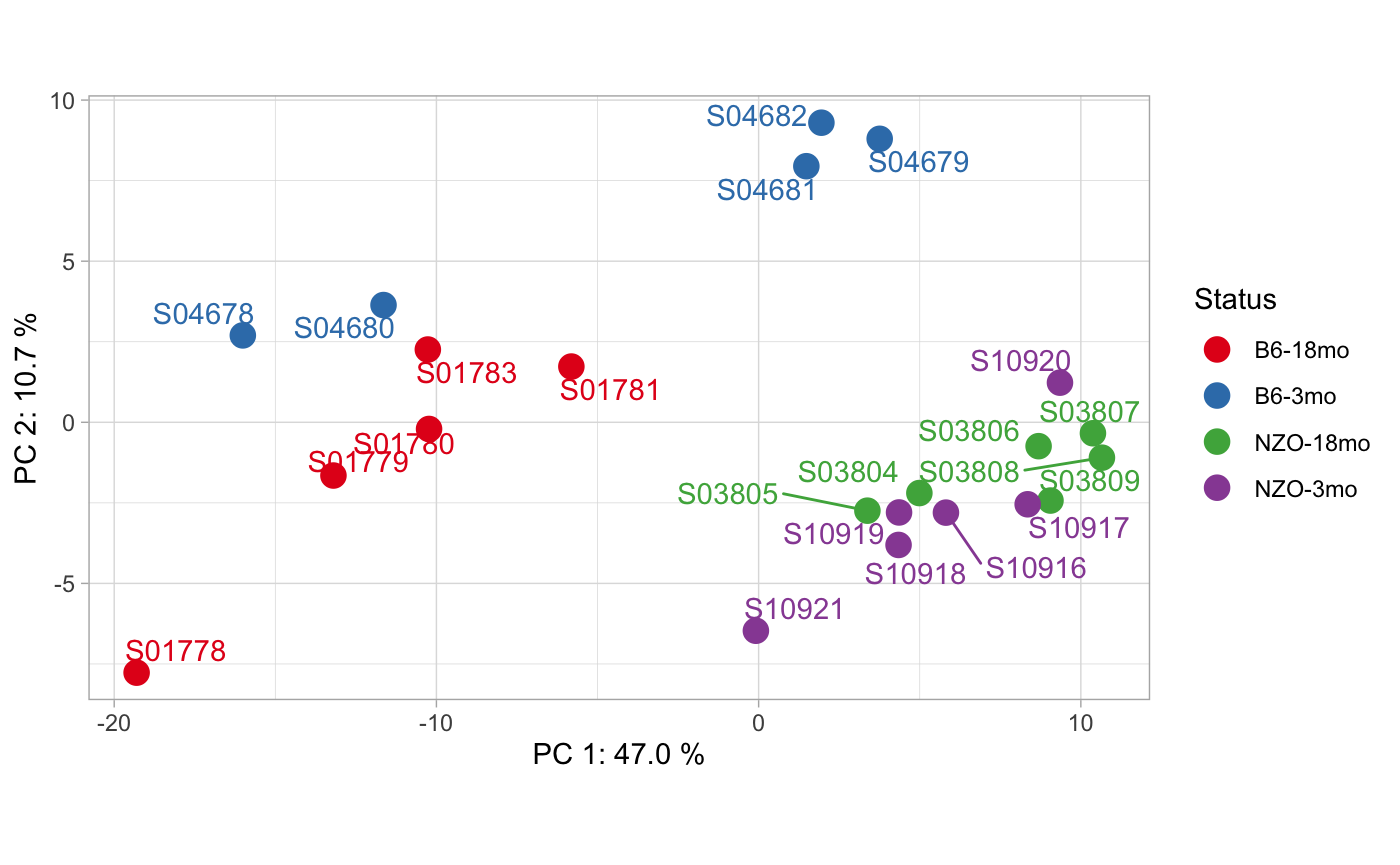 10
5
0
-5
-20
-10
0
10
PC 2: 10.7 %
PC 1: 47.0 %
S04682
S04679
S04681
S04678
S04680
S01783
S01781
S01780
S01779
S01778
S10920
S03807
S03806
S03804
S03808
S03809
S03805
S10919
S10917
S10918
S10916
S10921
Status
B6-18mo
B6-3mo
NZO-18mo
NZO-3mo